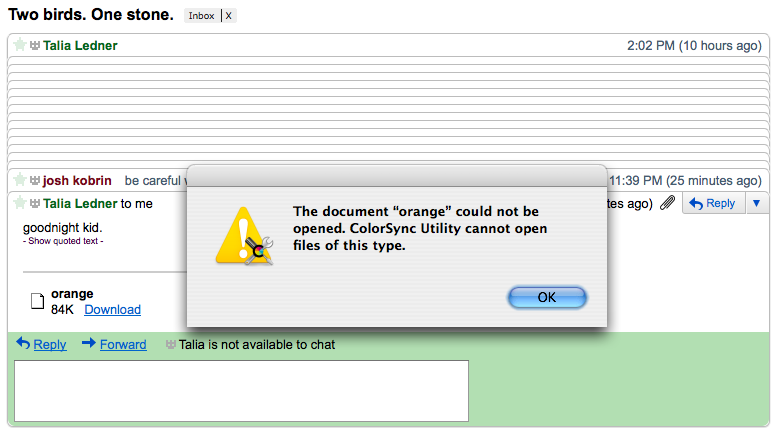 Two birds. One stone. Inbox | X
Talia Ledner 2:02 PM (10 hours ago)
josh kobrin be careful 11:39 PM (25 minutes ago)
Talia Ledner to me tes ago) Reply
goodnight kid.
- Show quoted text -
The document “orange” could not be
opened. ColorSync Utility cannot open
files of this type.
OK
orange
84K Download
Reply Forward Talia is not available to chat